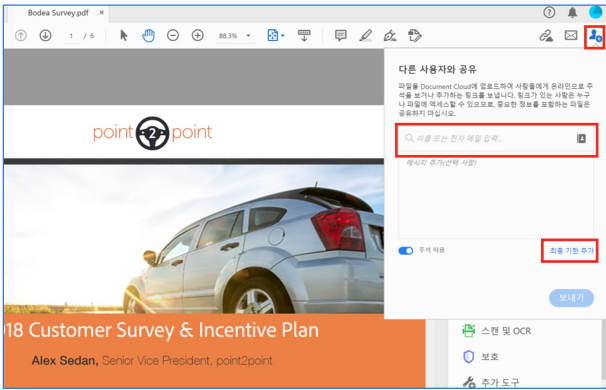 Bodea Survey.pdf ×
1 / 6
88.3%
다른 사용자와 공유
파일을 Document Cloud에 업로드하여 사람들에게 온라인으로 주
석을 보거나 추가하는 링크를 보냅니다. 링크가 있는 사람은 누구
나 파일에 액세스할 수 있으므로, 중요한 정보를 포함하는 파일은
공유하지 마십시오.
이름 또는 전자 메일 입력...
메시지 추가(선택 사항)
주석 허용
최종 기한 추가
보내기
point 2 point
18 Customer Survey & Incentive Plan
Alex Sedan, Senior Vice President, point2point
스캔 및 OCR
보호
추가 도구